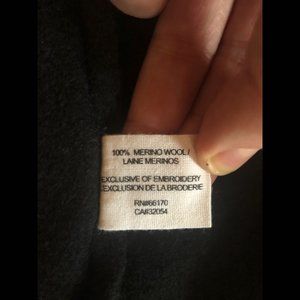 100% MERINO WOOL/
LAINE MERINOS
EXCLUSIVE OF EMBROIDERY
EXCLUSION DE LA BRODERIE
RN#66170
CA#32054